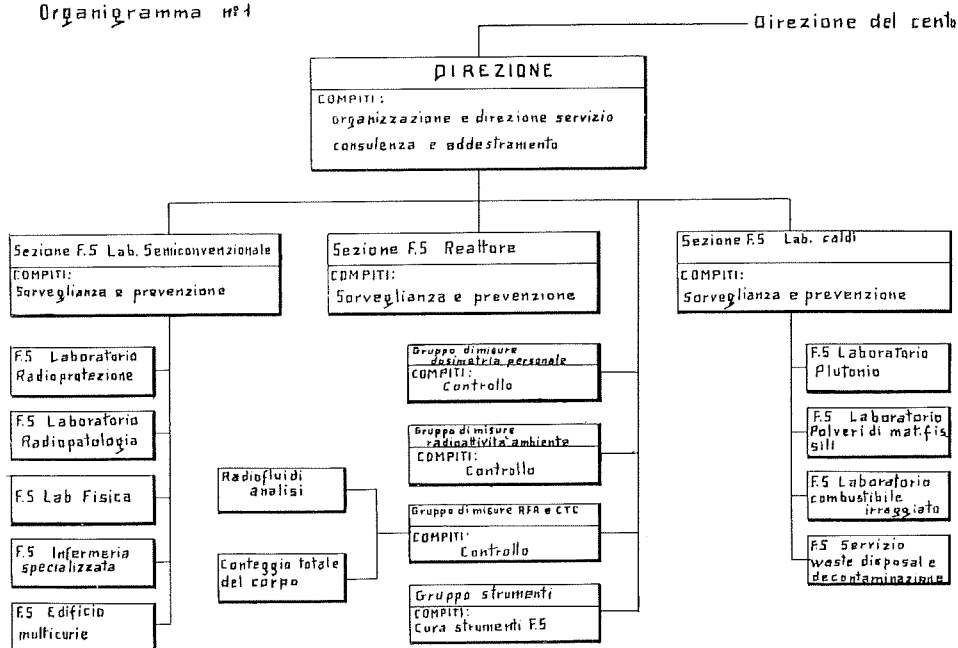 Organigramma nº1
Direzione del cento
DIREZIONE
COMPITI:
organizzazione e direzione servizio
consulenza e addestramento
Sezione F.S Lab. Semiconvenzionale
COMPITI:
Sorveglianza e prevenzione
Sezione F.S Reattore
COMPITI:
Sorveglianza e prevenzione
Sezione F.S Lab. caldi
COMPITI:
Sorveglianza e prevenzione
F.S Laboratorio
Radioprotezione
F.S Laboratorio
Radiopatologia
F.S Lab Fisica
F.S Infermeria
specializzata
F.S Edificio
multicurie
Radiofluidi
analisi
Conteggio totale
del corpo
Gruppo di misure
dosimetria personale
COMPITI:
Controllo
Gruppo di misure
radioattività ambiente
COMPITI:
Controllo
Gruppo di misure RFA e CTC
COMPITI:
Controllo
Gruppo strumenti
COMPITI:
Cura strumenti F.S
F.S Laboratorio
Plutonio
F.S Laboratorio
Polveri di mat.fis
sili
F.S Laboratorio
combustibile
irraggiato
F.S Servizio
waste disposal e
decontaminazione